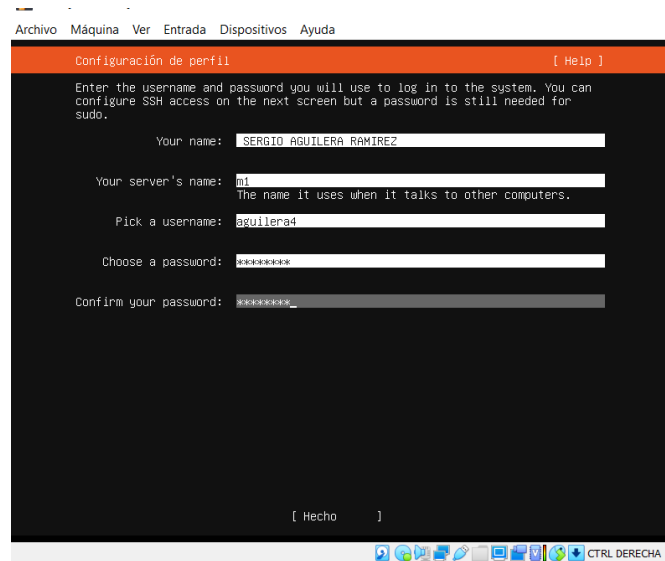 Archivo Máquina Ver Entrada Dispositivos Ayuda
Configuración de perfil [ Help ]
Enter the username and password you will use to log in to the system. You can
configure SSH access on the next screen but a password is still needed for
sudo.
Your name: SERGIO AGUILERA RAMIREZ
Your server's name: m1
The name it uses when it talks to other computers.
Pick a username: aguilera4
Choose a password: ********
Confirm your password: ********_
[ Hecho ]
CTRL DERECHA